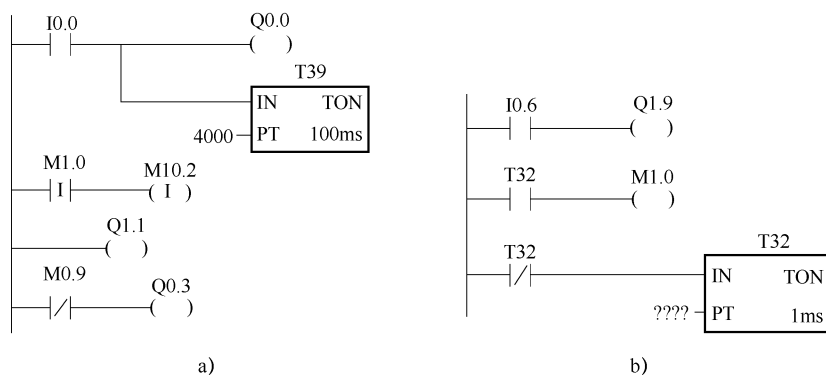 I0.0 Q0.0
T39
IN TON
4000 PT 100ms
M1.0 M10.2
I I
Q1.1
M0.9 Q0.3
a)
I0.6 Q1.9
T32 M1.0
T32 T32
IN TON
???? PT 1ms
b)